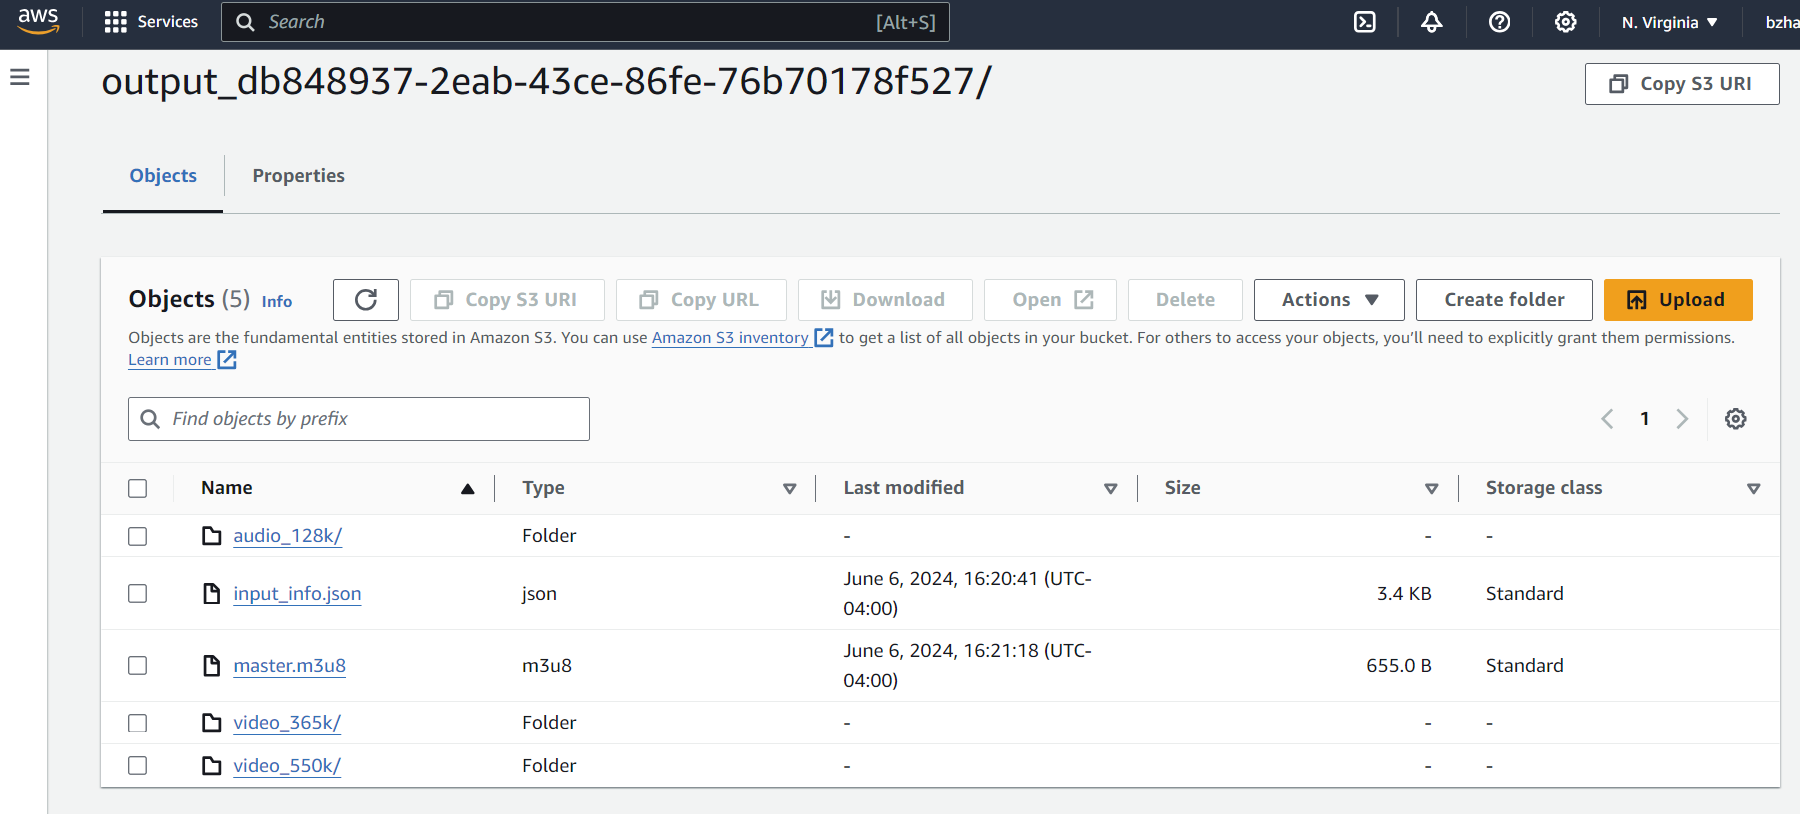 aws
Services
Search
[Alt+S]
N. Virginia
bzha
output_db848937-2eab-43ce-86fe-76b70178f527/
Copy S3 URI
Objects
Properties
Objects (5) Info
Copy S3 URI
Copy URL
Download
Open
Delete
Actions
Create folder
Upload
Objects are the fundamental entities stored in Amazon S3. You can use Amazon S3 inventory to get a list of all objects in your bucket. For others to access your objects, you’ll need to explicitly grant them permissions.
Learn more
Find objects by prefix
1
Name Type Last modified Size Storage class
audio_128k/ Folder - - -
input_info.json json June 6, 2024, 16:20:41 (UTC-
04:00) 3.4 KB Standard
master.m3u8 m3u8 June 6, 2024, 16:21:18 (UTC-
04:00) 655.0 B Standard
video_365k/ Folder - - -
video_550k/ Folder - - -